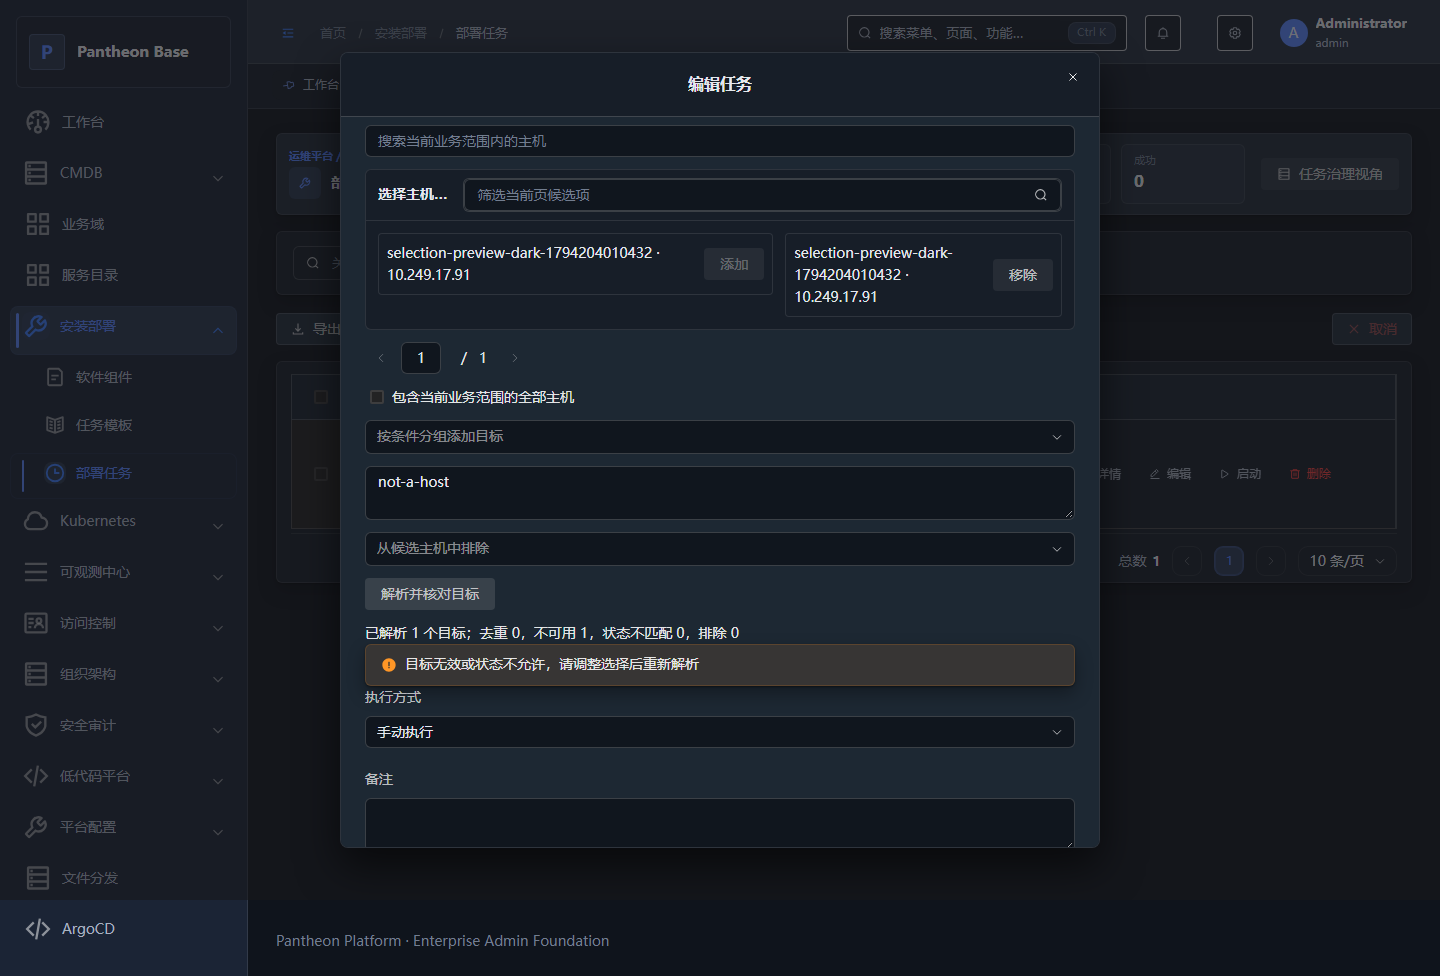 P
Pantheon Base
工作台
CMDB
业务域
服务目录
安装部署
软件组件
任务模板
部署任务
Kubernetes
可观测中心
访问控制
组织架构
安全审计
低代码平台
平台配置
文件分发
ArgoCD
首页 / 安装部署 / 部署任务
搜索菜单、页面、功能...
Ctrl K
A
Administrator
admin
工作台
运维平台 /
成功
0
任务治理视角
导出
取消
编辑
启动
删除
总数 1
1
10 条/页
编辑任务
搜索当前业务范围内的主机
选择主机...
筛选当前页候选项
selection-preview-dark-1794204010432 ·
10.249.17.91
添加
selection-preview-dark-
1794204010432 ·
10.249.17.91
移除
1 / 1
包含当前业务范围的全部主机
按条件分组添加目标
not-a-host
从候选主机中排除
解析并核对目标
已解析 1 个目标；去重 0，不可用 1，状态不匹配 0，排除 0
目标无效或状态不允许，请调整选择后重新解析
执行方式
手动执行
备注
Pantheon Platform · Enterprise Admin Foundation